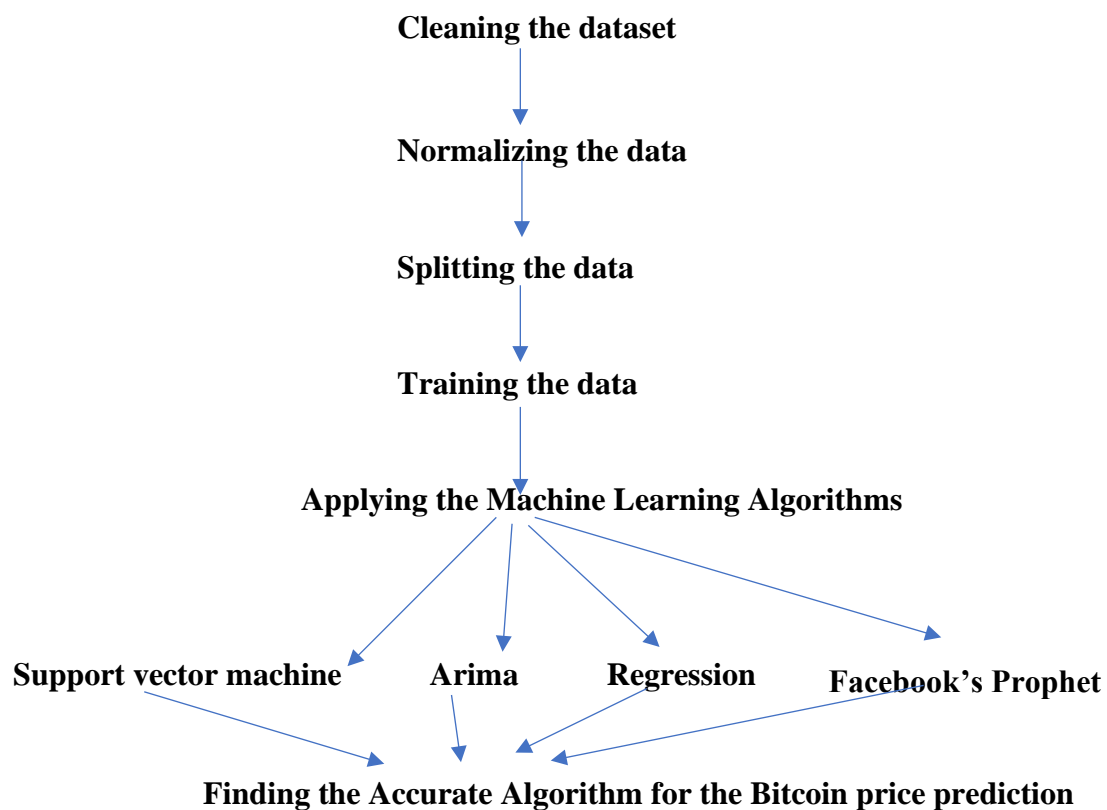 Cleaning the dataset
Normalizing the data
Splitting the data
Training the data
Applying the Machine Learning Algorithms
Support vector machine
Arima
Regression
Facebook’s Prophet
Finding the Accurate Algorithm for the Bitcoin price prediction